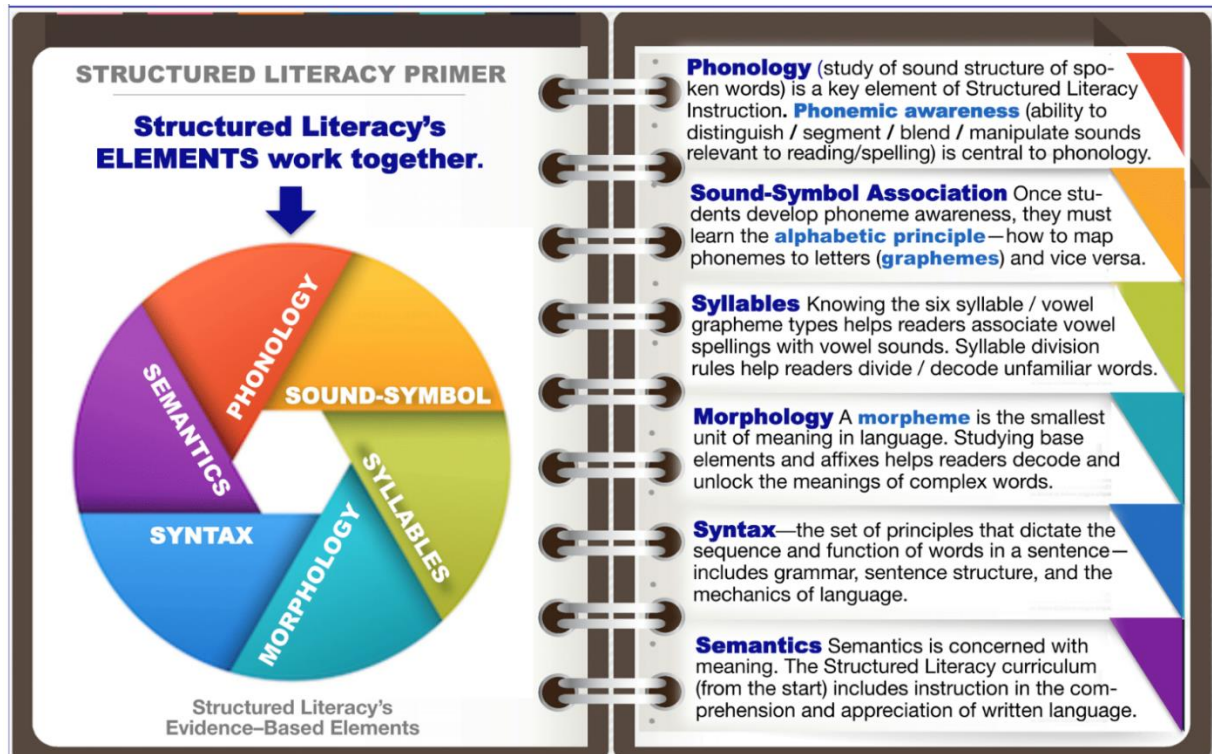 STRUCTURED LITERACY PRIMER
Structured Literacy's
ELEMENTS work together.
PHONOLOGY
SOUND-SYMBOL
SYLLABLES
MORPHOLOGY
SYNTAX
SEMANTICS
Structured Literacy's
Evidence–Based Elements
Phonology (study of sound structure of spo-
ken words) is a key element of Structured Literacy
Instruction. Phonemic awareness (ability to
distinguish / segment / blend / manipulate sounds
relevant to reading/spelling) is central to phonology.
Sound-Symbol Association Once stu-
dents develop phoneme awareness, they must
learn the alphabetic principle—how to map
phonemes to letters (graphemes) and vice versa.
Syllables Knowing the six syllable / vowel
grapheme types helps readers associate vowel
spellings with vowel sounds. Syllable division
rules help readers divide / decode unfamiliar words.
Morphology A morpheme is the smallest
unit of meaning in language. Studying base
elements and affixes helps readers decode and
unlock the meanings of complex words.
Syntax—the set of principles that dictate the
sequence and function of words in a sentence—
includes grammar, sentence structure, and the
mechanics of language.
Semantics Semantics is concerned with
meaning. The Structured Literacy curriculum
(from the start) includes instruction in the com-
prehension and appreciation of written language.